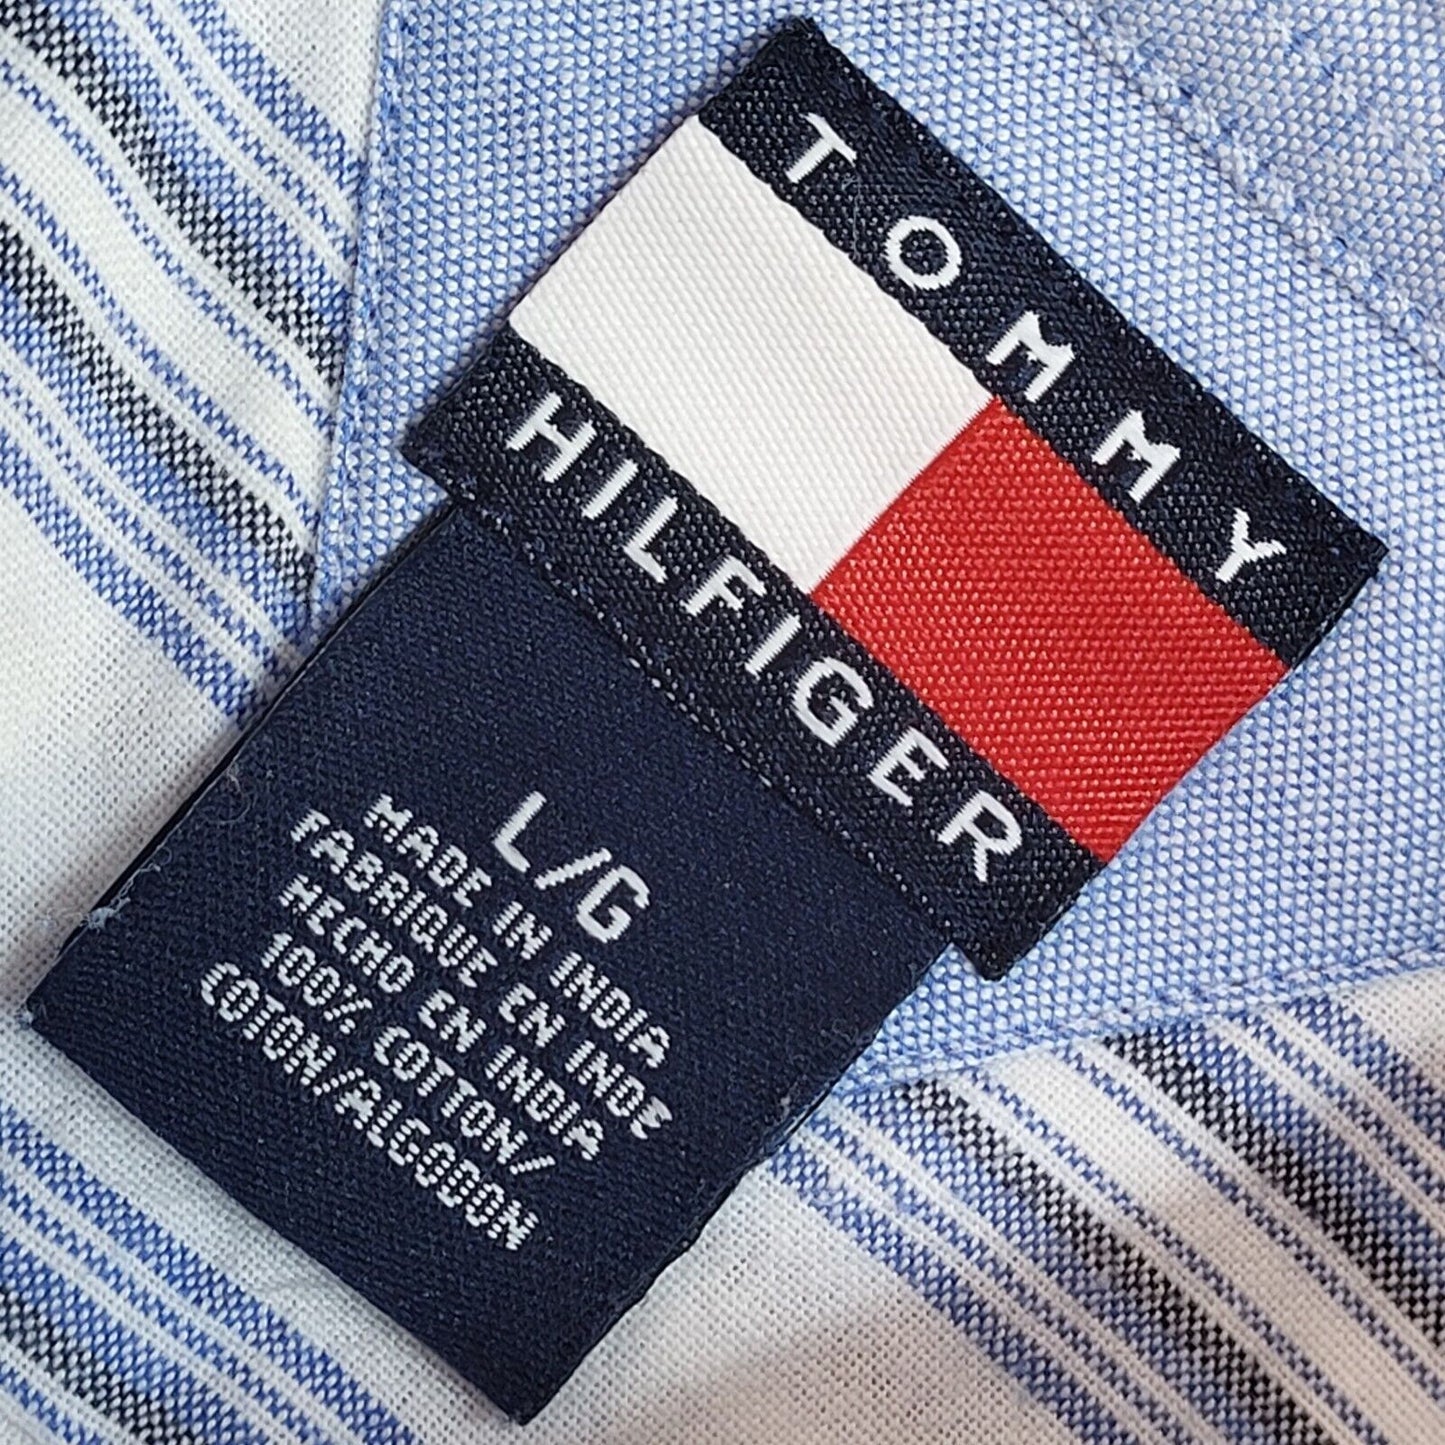 TOMMY
HILFIGER
L/G
MADE IN INDIA
FABRIQUE EN INDE
HECHO EN INDIA
100% COTTON/
COTON/ALGODON